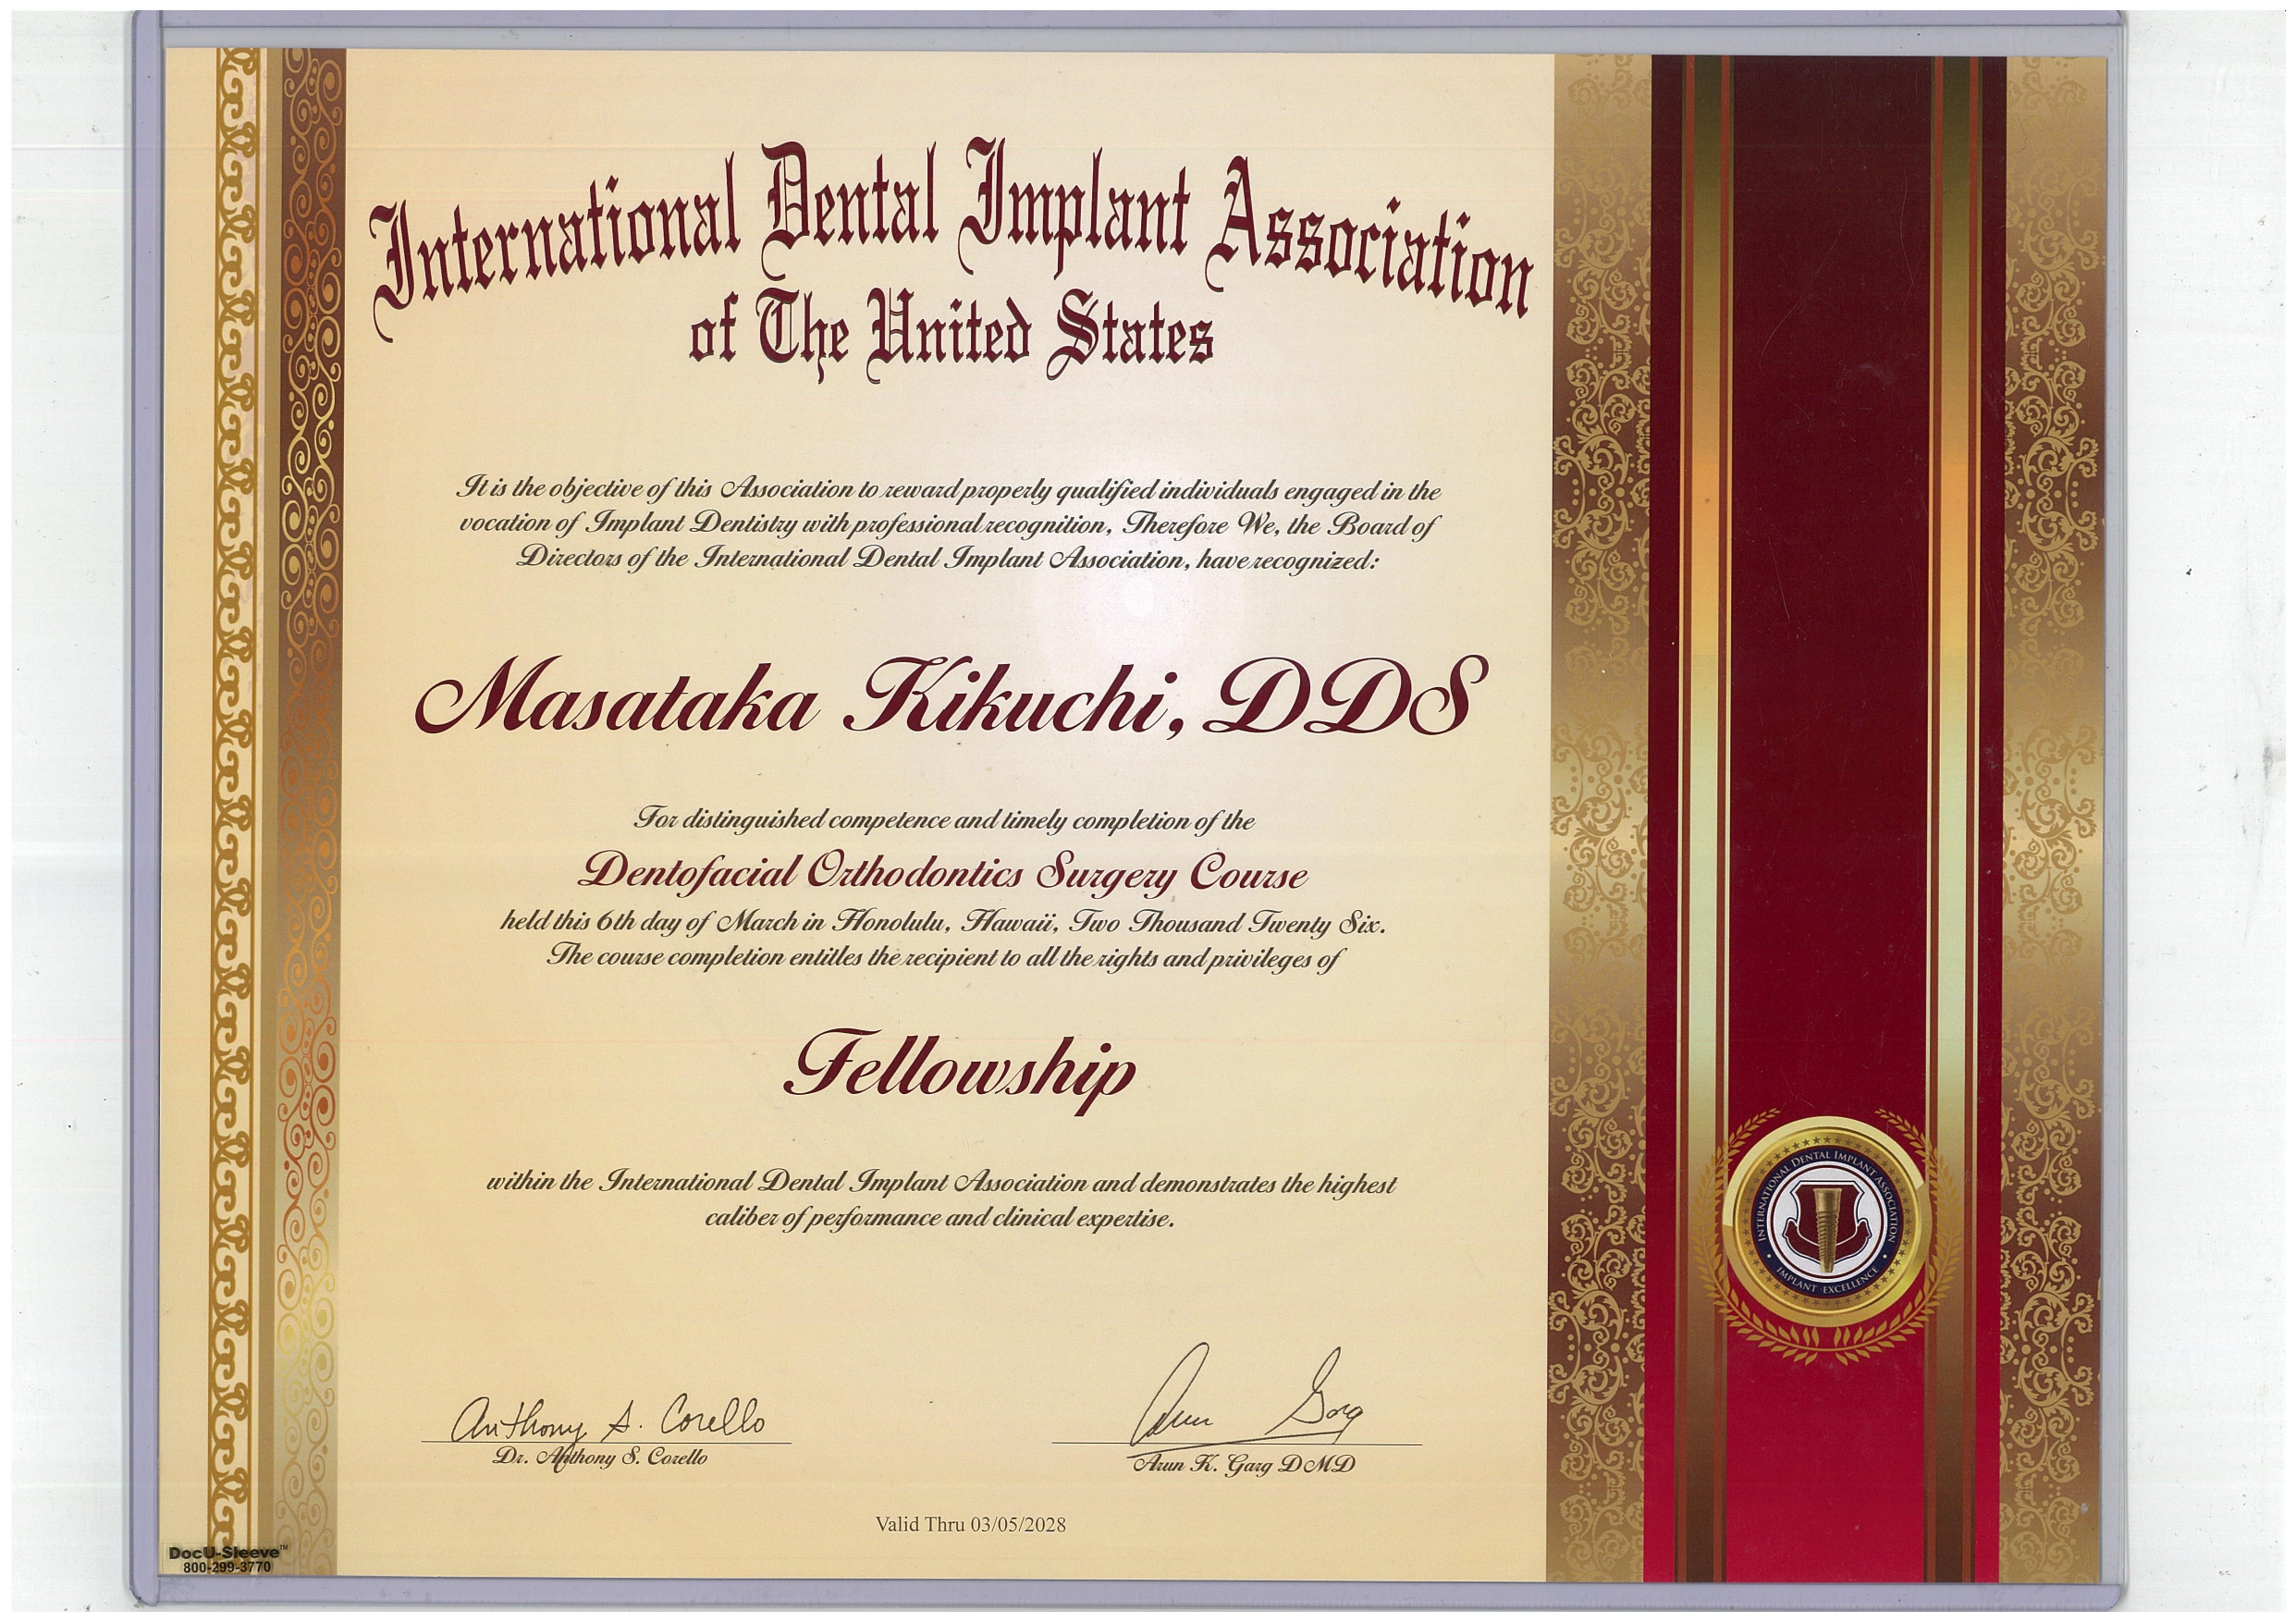 International Dental Implant Association
of The United States
It is the objective of this Association to reward properly qualified individuals engaged in the
vocation of Implant Dentistry with professional recognition, Therefore We, the Board of
Directors of the International Dental Implant Association, have recognized:
Masataka Kikuchi, DDS
For distinguished competence and timely completion of the
Dentofacial Orthodontics Surgery Course
held this 6th day of March in Honolulu, Hawaii, Two Thousand Twenty Six.
The course completion entitles the recipient to all the rights and privileges of
Fellowship
within the International Dental Implant Association and demonstrates the highest
caliber of performance and clinical expertise.
INTERNATIONAL DENTAL IMPLANT ASSOCIATION
• IMPLANT EXCELLENCE •
Anthony S. Corello
Dr. Anthony S. Corello
Arun Garg
Arun K. Garg DMD
Valid Thru 03/05/2028
DocU-Sleeve™
800-299-3770